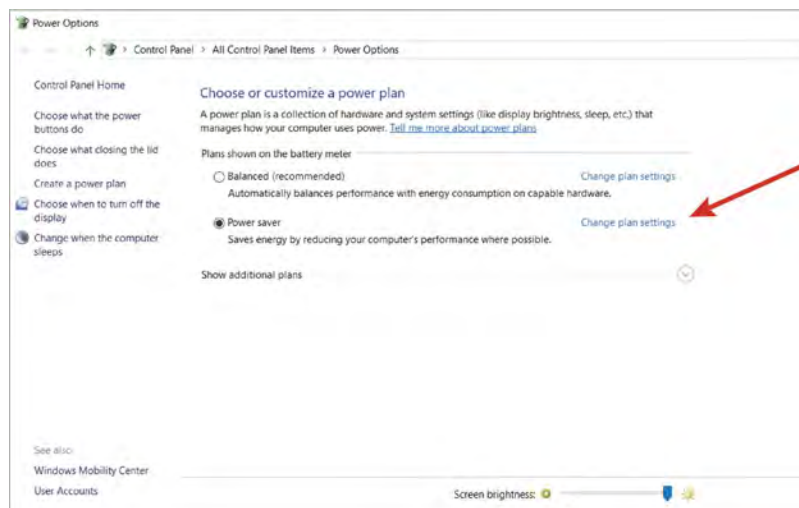 Power Options
Control Panel > All Control Panel Items > Power Options
Control Panel Home
Choose what the power
buttons do
Choose what closing the lid
does
Create a power plan
Choose when to turn off the
display
Change when the computer
sleeps
Choose or customize a power plan
A power plan is a collection of hardware and system settings (like display brightness, sleep, etc.) that
manages how your computer uses power. Tell me more about power plans
Plans shown on the battery meter
Balanced (recommended) Change plan settings
Automatically balances performance with energy consumption on capable hardware.
Power saver Change plan settings
Saves energy by reducing your computer's performance where possible.
Show additional plans
See also
Windows Mobility Center
User Accounts
Screen brightness: